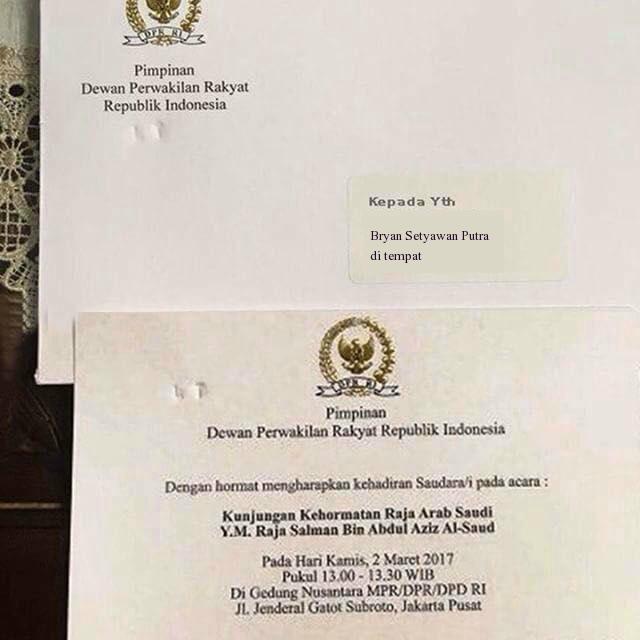 DPR RI
Pimpinan
Dewan Perwakilan Rakyat
Republik Indonesia
Kepada Yth
Bryan Setyawan Putra
di tempat
DPR RI
Pimpinan
Dewan Perwakilan Rakyat Republik Indonesia
Dengan hormat mengharapkan kehadiran Saudara/i pada acara :
Kunjungan Kehormatan Raja Arab Saudi
Y.M. Raja Salman Bin Abdul Aziz Al-Saud
Pada Hari Kamis, 2 Maret 2017
Pukul 13.00 - 13.30 WIB
Di Gedung Nusantara MPR/DPR/DPD RI
Jl. Jenderal Gatot Subroto, Jakarta Pusat